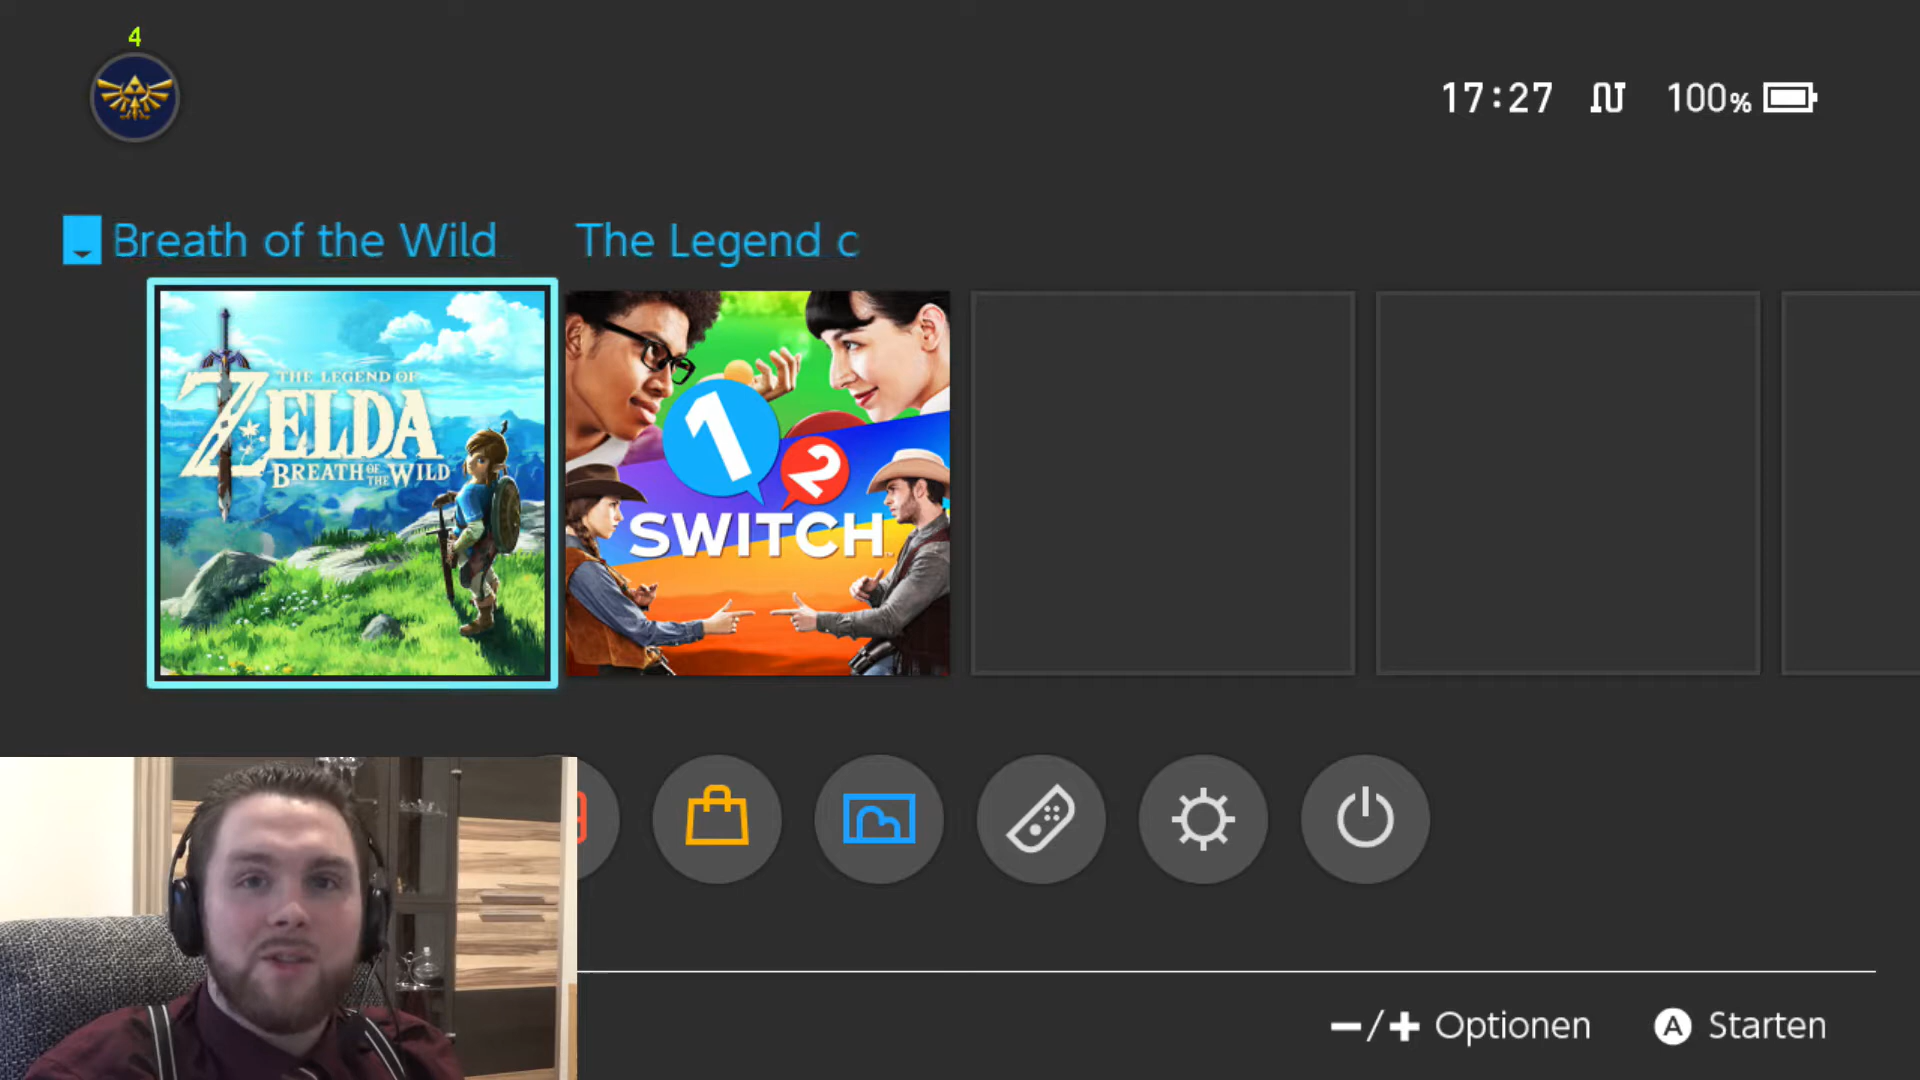 4
17:27 100%
Breath of the Wild The Legend c
THE LEGEND OF
ZELDA
BREATH OF THE WILD
1 2
SWITCH
−/+ Optionen A Starten